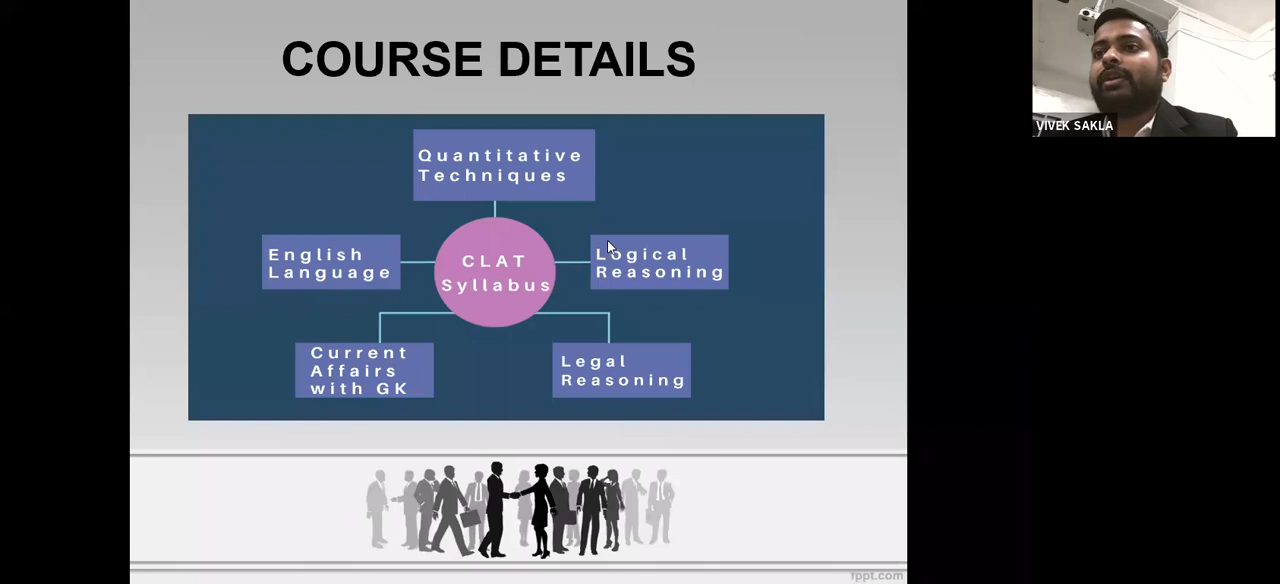 COURSE DETAILS
Quantitative
Techniques
English
Language
CLAT
Syllabus
Logical
Reasoning
Current
Affairs
with GK
Legal
Reasoning
fppt.com
VIVEK SAKLA